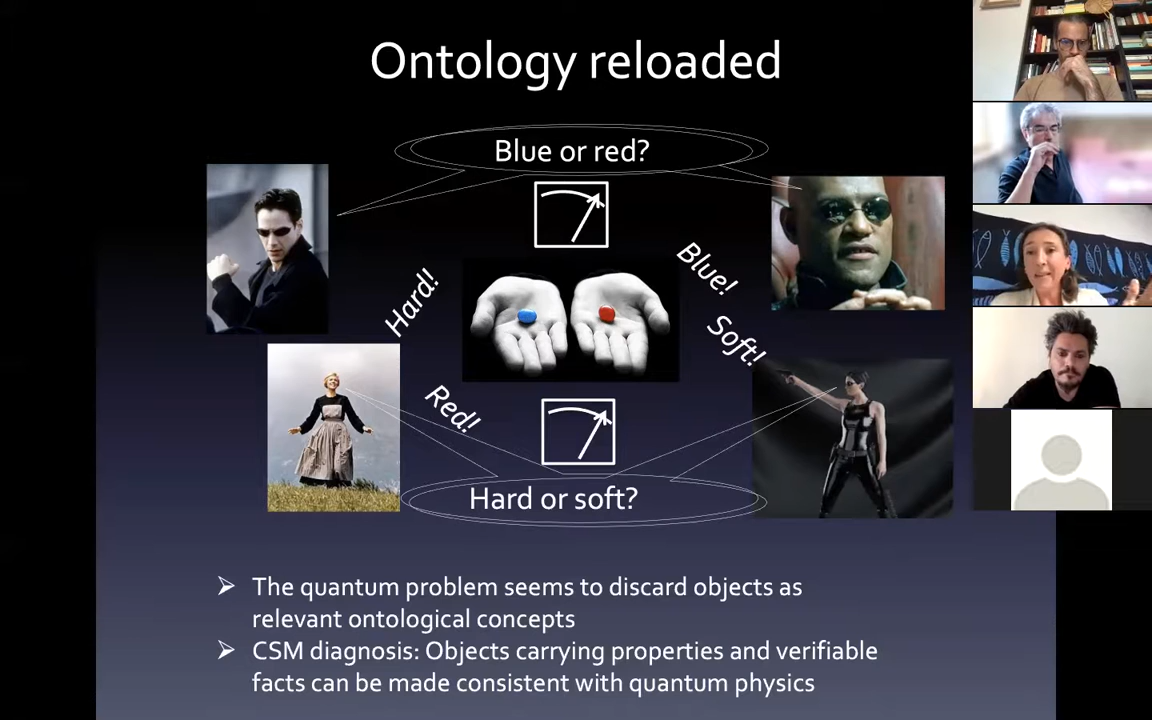 Ontology reloaded
Blue or red?
Hard!
Blue!
Soft!
Red!
Hard or soft?
The quantum problem seems to discard objects as
relevant ontological concepts
CSM diagnosis: Objects carrying properties and verifiable
facts can be made consistent with quantum physics